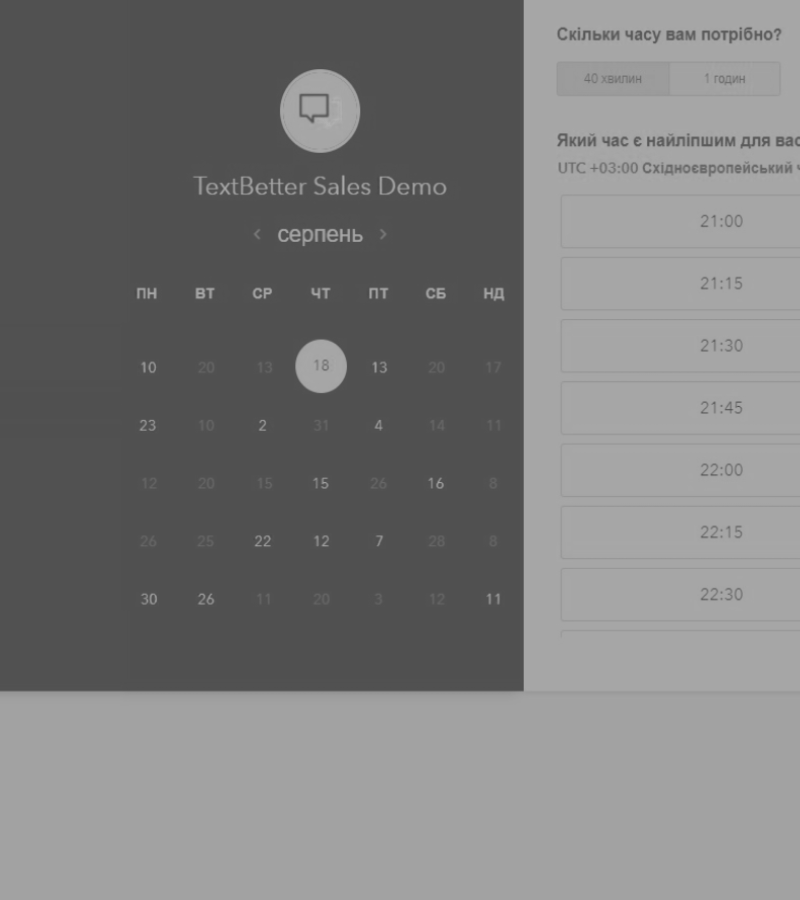 TextBetter Sales Demo
серпень
ПН ВТ СР ЧТ ПТ СБ НД
10 20 13 18 13 20 17
23 10 2 31 4 14 11
12 20 15 15 26 16 8
26 25 22 12 7 28 8
30 26 11 20 3 12 11
Скільки часу вам потрібно?
40 хвилин 1 годин
Який час є найліпшим для вас
UTC +03:00 Східноєвропейський ч
21:00
21:15
21:30
21:45
22:00
22:15
22:30